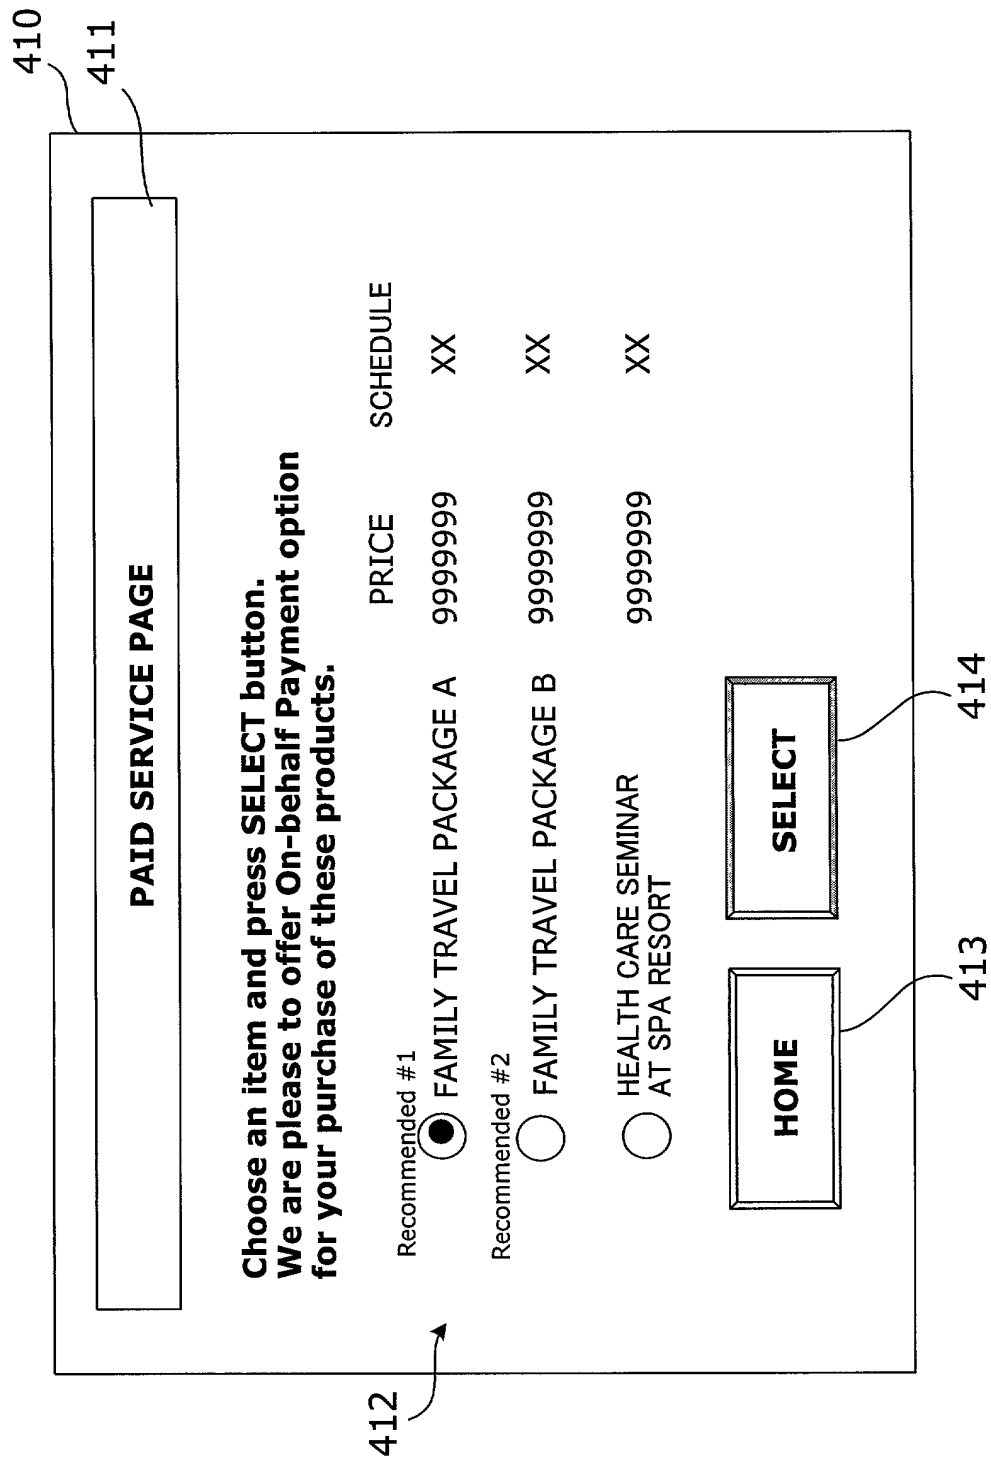 410
411
PAID SERVICE PAGE
Choose an item and press SELECT button.
We are please to offer On-behalf Payment option
for your purchase of these products.
412
PRICE SCHEDULE
Recommended #1
FAMILY TRAVEL PACKAGE A 9999999 XX
Recommended #2
FAMILY TRAVEL PACKAGE B 9999999 XX
HEALTH CARE SEMINAR
AT SPA RESORT 9999999 XX
HOME SELECT
413 414